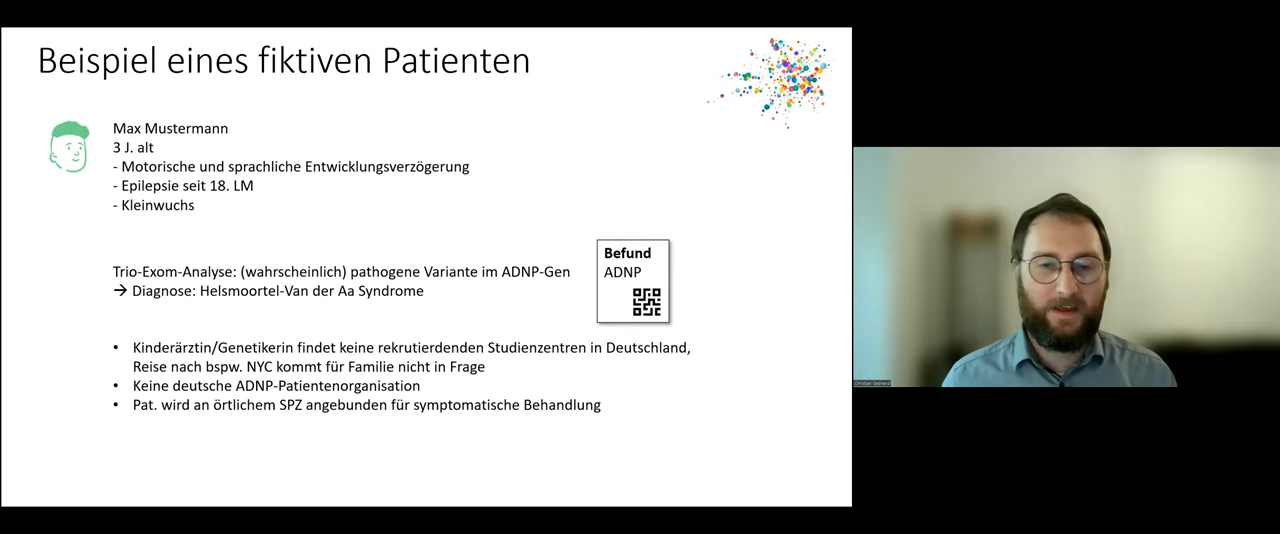 Beispiel eines fiktiven Patienten
Max Mustermann
3 J. alt
- Motorische und sprachliche Entwicklungsverzögerung
- Epilepsie seit 18. LM
- Kleinwuchs
Befund
ADNP
Trio-Exom-Analyse: (wahrscheinlich) pathogene Variante im ADNP-Gen
→ Diagnose: Helsmoortel-Van der Aa Syndrome
• Kinderärztin/Genetikerin findet keine rekrutierdenden Studienzentren in Deutschland,
Reise nach bspw. NYC kommt für Familie nicht in Frage
• Keine deutsche ADNP-Patientenorganisation
• Pat. wird an örtlichem SPZ angebunden für symptomatische Behandlung
Christian Gebhard